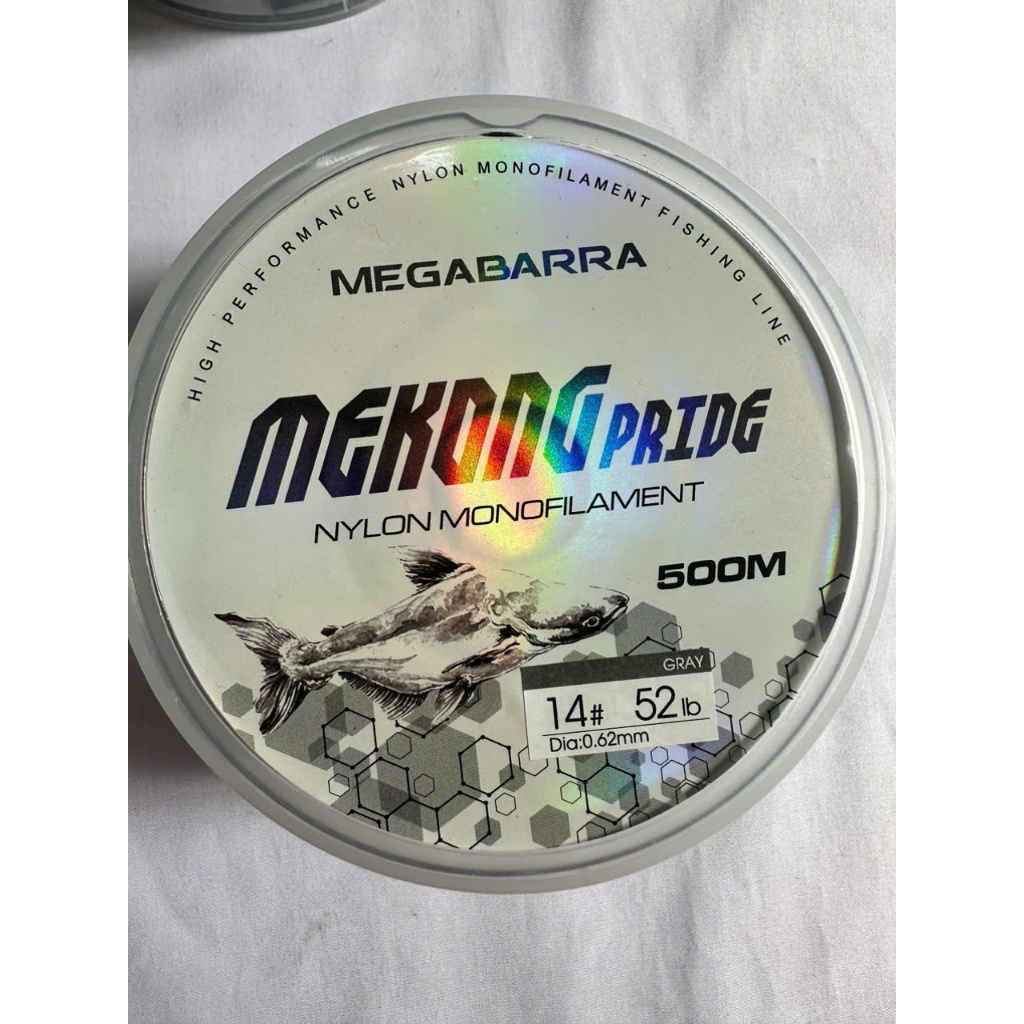 HIGH PERFORMANCE NYLON MONOFILAMENT FISHING LINE
MEGABARRA
MEKONG PRIDE
NYLON MONOFILAMENT
500M
GRAY
14# 52lb
Dia:0.62mm